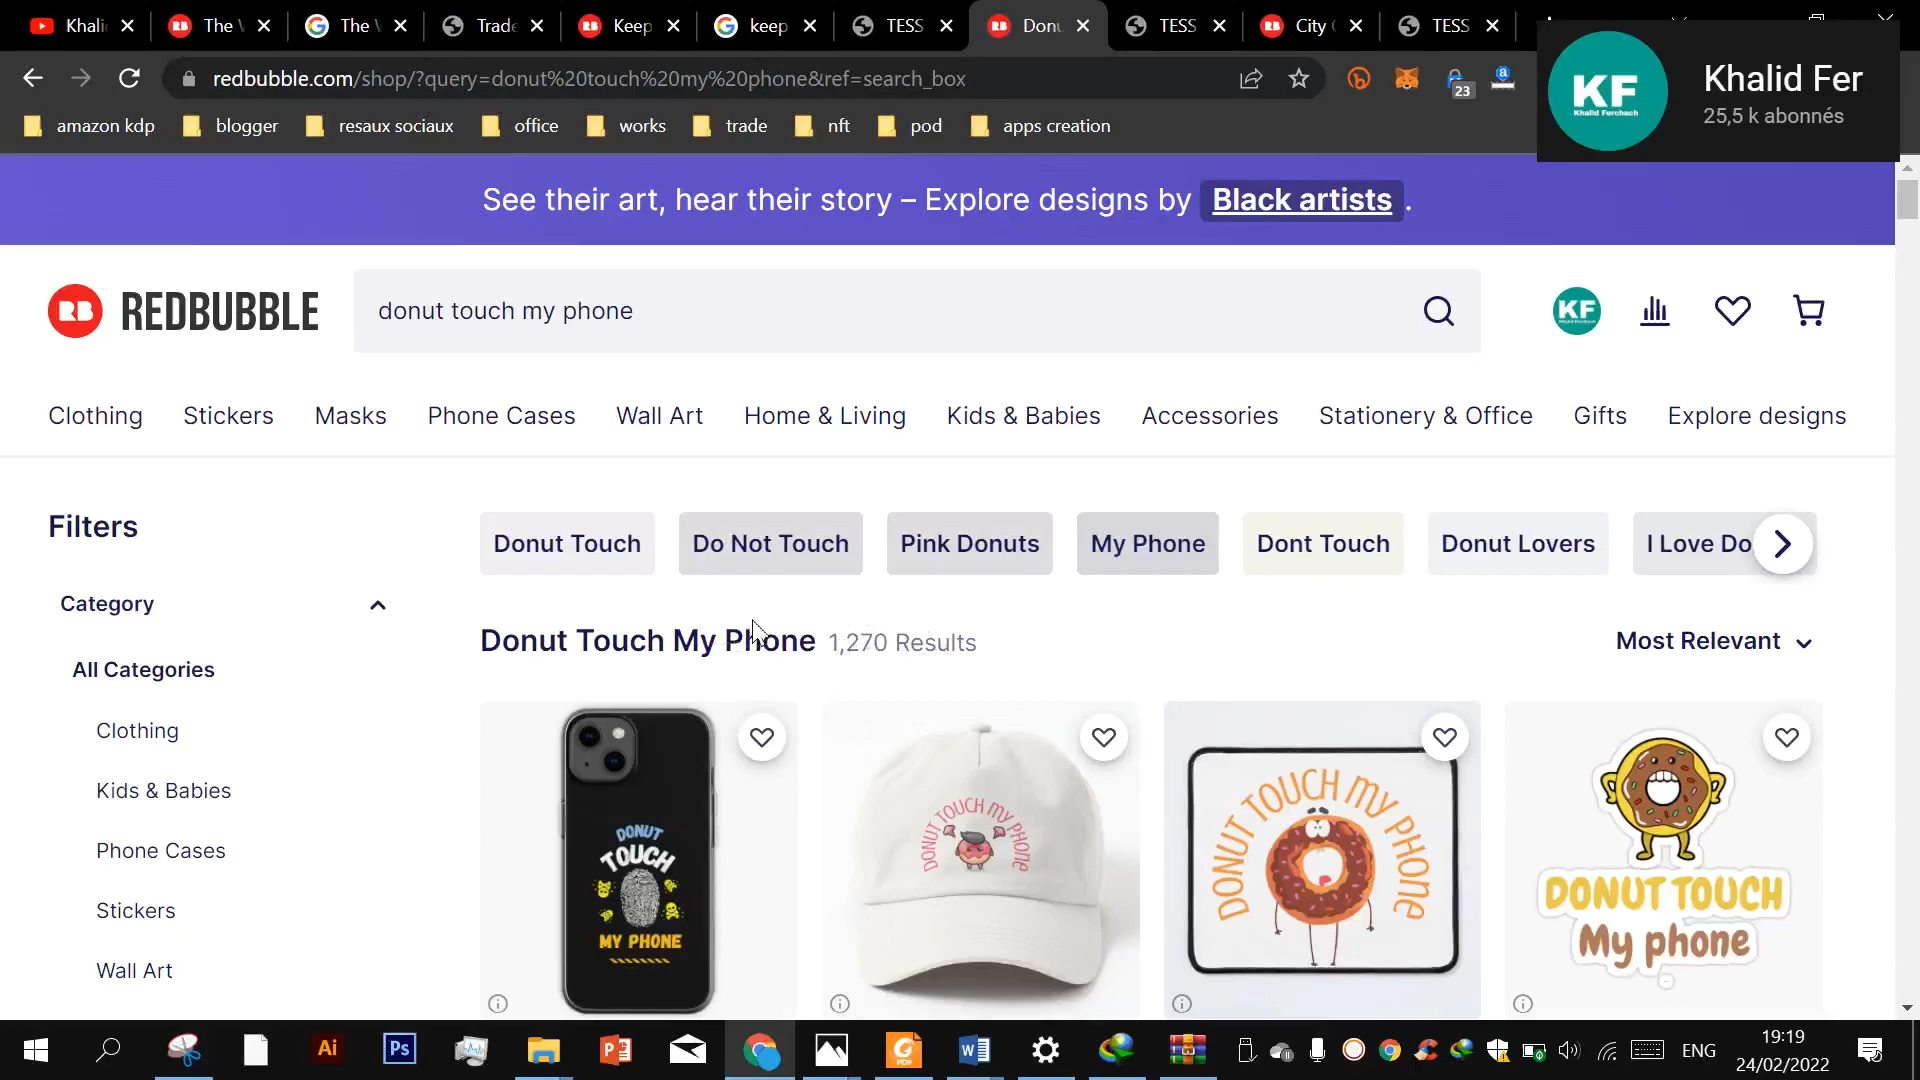 Khali
The V
The V
Trade
Keep
keep
TESS
Donu
TESS
City
TESS
redbubble.com/shop/?query=donut%20touch%20my%20phone&ref=search_box
23
KF
Khalid Ferchach
Khalid Fer
25,5 k abonnés
amazon kdp
blogger
resaux sociaux
office
works
trade
nft
pod
apps creation
See their art, hear their story – Explore designs by Black artists .
RB REDBUBBLE
donut touch my phone
KF
Clothing
Stickers
Masks
Phone Cases
Wall Art
Home & Living
Kids & Babies
Accessories
Stationery & Office
Gifts
Explore designs
Filters
Donut Touch
Do Not Touch
Pink Donuts
My Phone
Dont Touch
Donut Lovers
I Love Do
Category
Donut Touch My Phone 1,270 Results
Most Relevant
All Categories
Clothing
Kids & Babies
Phone Cases
Stickers
Wall Art
DONUT
TOUCH
MY PHONE
DONUT TOUCH MY PHONE
DONUT TOUCH MY PHONE
DONUT TOUCH
My phone
Ai
Ps
ENG
19:19
24/02/2022